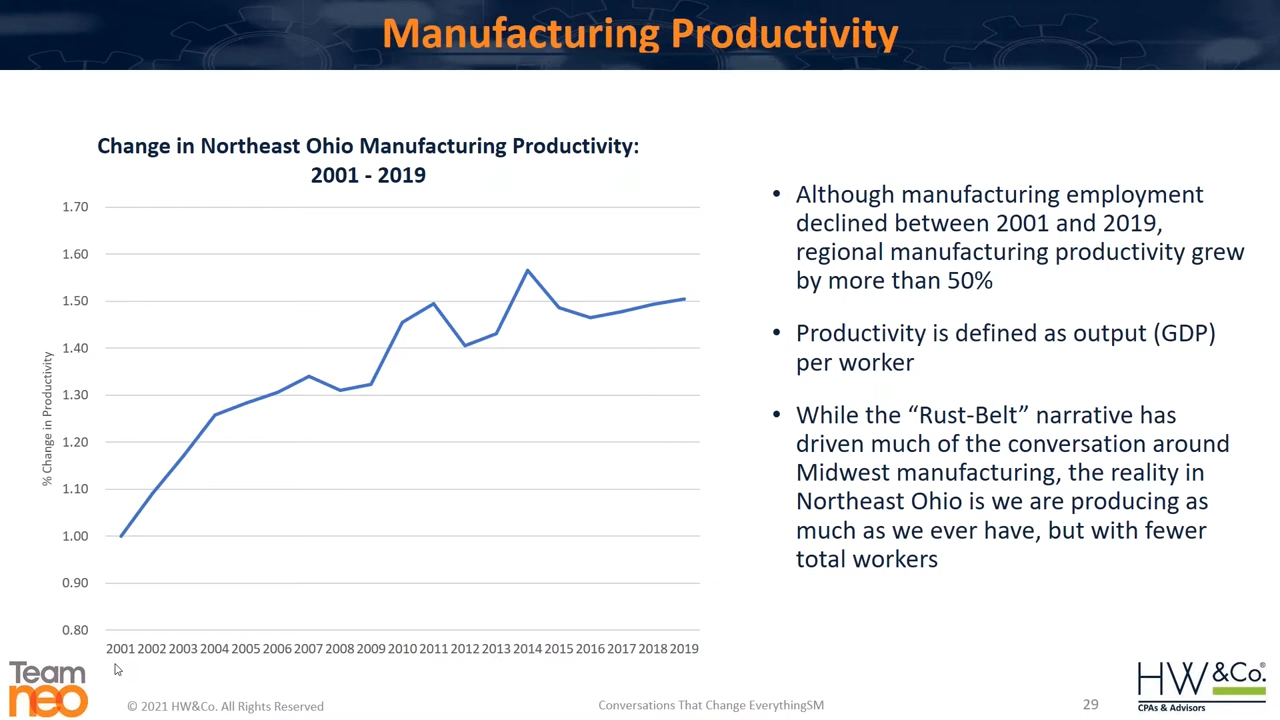 Manufacturing Productivity
Change in Northeast Ohio Manufacturing Productivity:
2001 - 2019
1.70
1.60
1.50
1.40
1.30
1.20
1.10
1.00
0.90
0.80
% Change in Productivity
2001 2002 2003 2004 2005 2006 2007 2008 2009 2010 2011 2012 2013 2014 2015 2016 2017 2018 2019
• Although manufacturing employment
declined between 2001 and 2019,
regional manufacturing productivity grew
by more than 50%
• Productivity is defined as output (GDP)
per worker
• While the “Rust-Belt” narrative has
driven much of the conversation around
Midwest manufacturing, the reality in
Northeast Ohio is we are producing as
much as we ever have, but with fewer
total workers
Team
neo
© 2021 HW&Co. All Rights Reserved
Conversations That Change EverythingSM
29
HW&Co.®
CPAs & Advisors